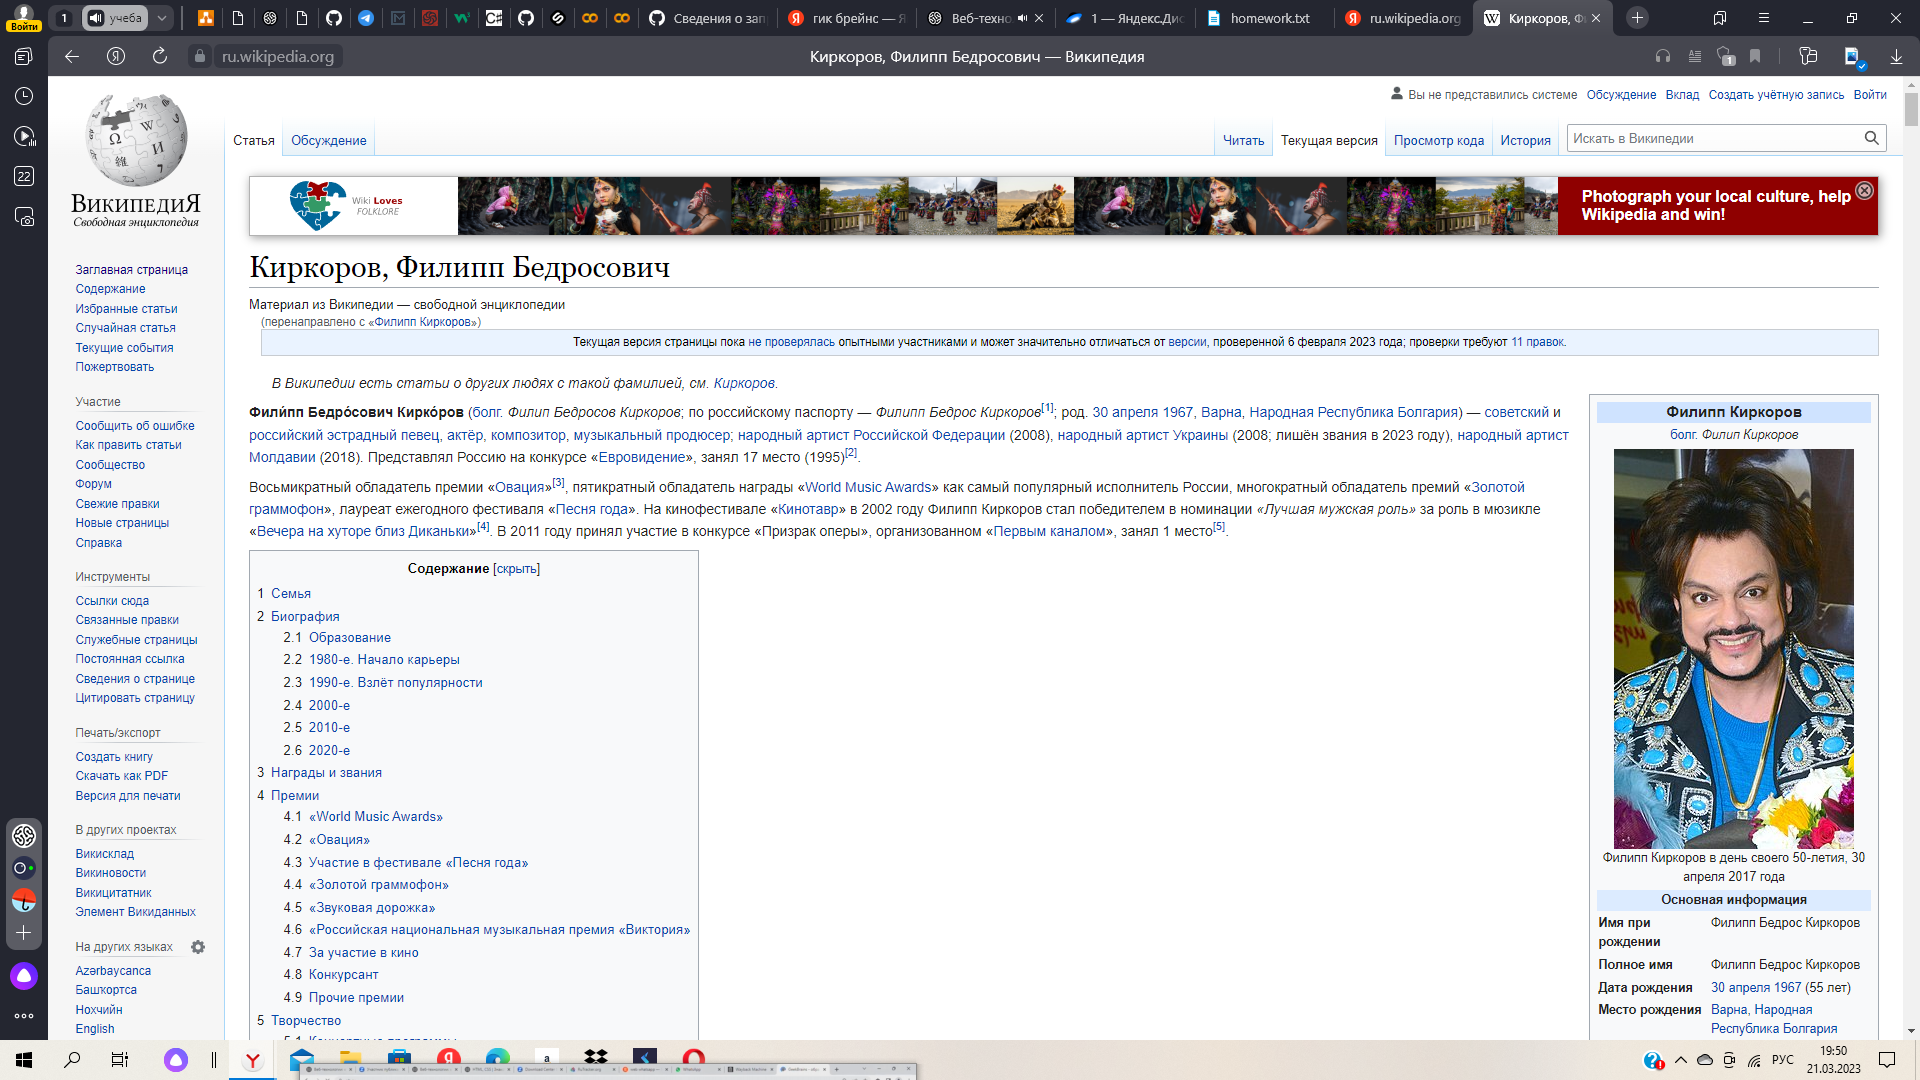 Войти
1
учеба
Сведения о зап
гик брейнс — Я
Веб-техно
1 — Яндекс.Дис
homework.txt
ru.wikipedia.org
Киркоров, Ф
ru.wikipedia.org
Киркоров, Филипп Бедросович — Википедия
1
22
Вы не представились системе
Обсуждение
Вклад
Создать учётную запись
Войти
Статья
Обсуждение
Читать
Текущая версия
Просмотр кода
История
Искать в Википедии
ВикипедиЯ
Свободная энциклопедия
Wiki Loves
FOLKLORE
Photograph your local culture, help
Wikipedia and win!
Заглавная страница
Содержание
Избранные статьи
Случайная статья
Текущие события
Пожертвовать
Участие
Сообщить об ошибке
Как править статьи
Сообщество
Форум
Свежие правки
Новые страницы
Справка
Инструменты
Ссылки сюда
Связанные правки
Служебные страницы
Постоянная ссылка
Сведения о странице
Цитировать страницу
Печать/экспорт
Создать книгу
Скачать как PDF
Версия для печати
В других проектах
Викисклад
Викиновости
Викицитатник
Элемент Викиданных
На других языках
Azərbaycanca
Башҡортса
Нохчийн
English
Киркоров, Филипп Бедросович
Материал из Википедии — свободной энциклопедии
(перенаправлено с «Филипп Киркоров»)
Текущая версия страницы пока не проверялась опытными участниками и может значительно отличаться от версии, проверенной 6 февраля 2023 года; проверки требуют 11 правок.
В Википедии есть статьи о других людях с такой фамилией, см. Киркоров.
Фили́пп Бедро́сович Кирко́ров (болг. Филип Бедросов Киркоров; по российскому паспорту — Филипп Бедрос Киркоров[1]; род. 30 апреля 1967, Варна, Народная Республика Болгария) — советский и
российский эстрадный певец, актёр, композитор, музыкальный продюсер; народный артист Российской Федерации (2008), народный артист Украины (2008; лишён звания в 2023 году), народный артист
Молдавии (2018). Представлял Россию на конкурсе «Евровидение», занял 17 место (1995)[2].
Восьмикратный обладатель премии «Овация»[3], пятикратный обладатель награды «World Music Awards» как самый популярный исполнитель России, многократный обладатель премий «Золотой
граммофон», лауреат ежегодного фестиваля «Песня года». На кинофестивале «Кинотавр» в 2002 году Филипп Киркоров стал победителем в номинации «Лучшая мужская роль» за роль в мюзикле
«Вечера на хуторе близ Диканьки»[4]. В 2011 году принял участие в конкурсе «Призрак оперы», организованном «Первым каналом», занял 1 место[5].
Содержание [скрыть]
1 Семья
2 Биография
2.1 Образование
2.2 1980-е. Начало карьеры
2.3 1990-е. Взлёт популярности
2.4 2000-е
2.5 2010-е
2.6 2020-е
3 Награды и звания
4 Премии
4.1 «World Music Awards»
4.2 «Овация»
4.3 Участие в фестивале «Песня года»
4.4 «Золотой граммофон»
4.5 «Звуковая дорожка»
4.6 «Российская национальная музыкальная премия «Виктория»
4.7 За участие в кино
4.8 Конкурсант
4.9 Прочие премии
5 Творчество
Филипп Киркоров
болг. Филип Киркоров
Филипп Киркоров в день своего 50-летия, 30
апреля 2017 года
Основная информация
Имя при
рождении
Филипп Бедрос Киркоров
Полное имя
Филипп Бедрос Киркоров
Дата рождения
30 апреля 1967 (55 лет)
Место рождения
Варна, Народная
Республика Болгария
РУС
19:50
21.03.2023